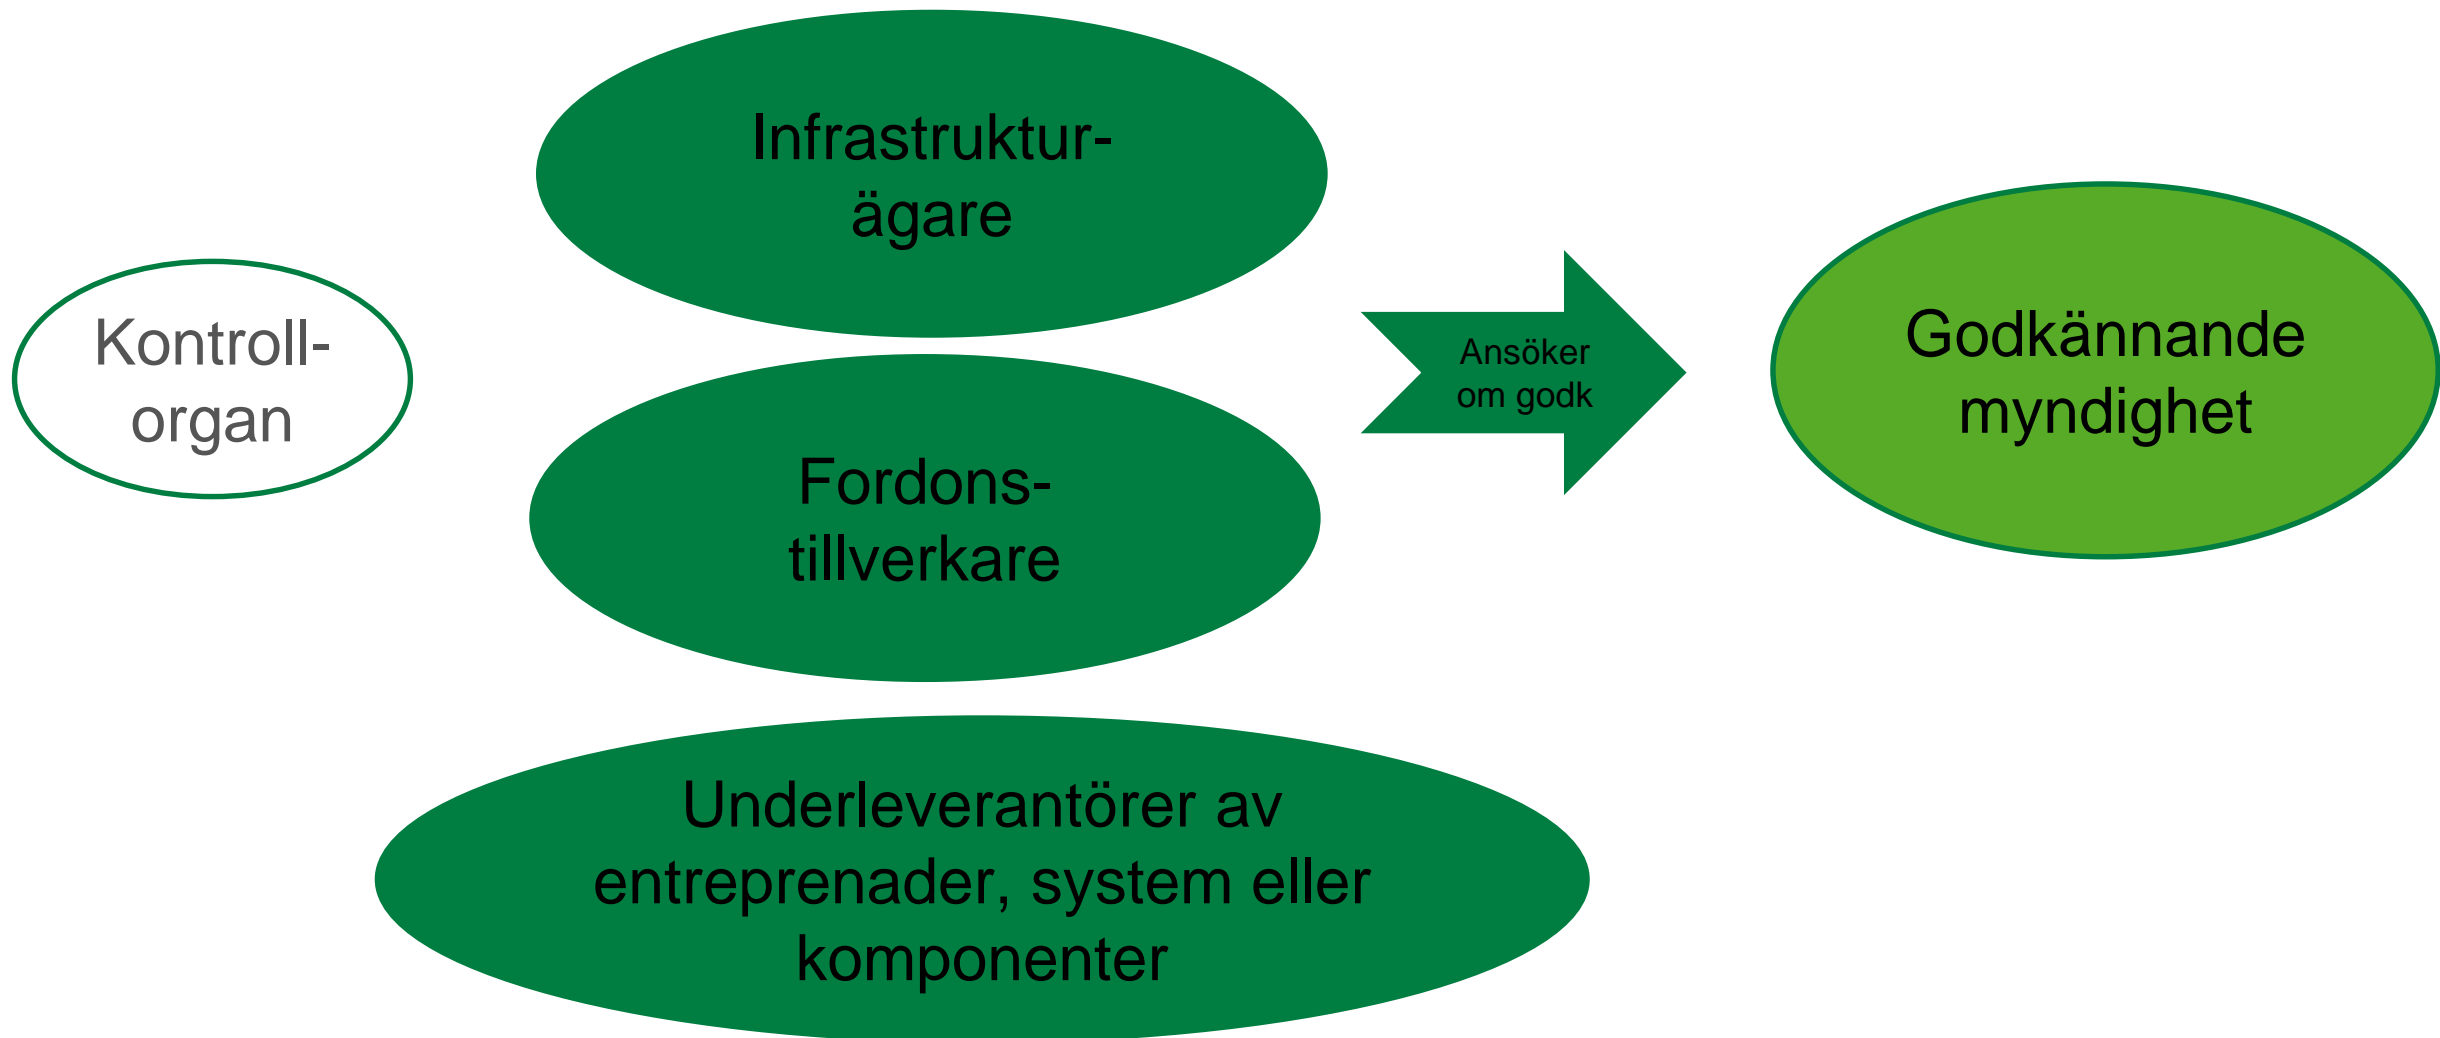 Infrastruktur-
ägare
Kontroll-
organ
Fordons-
tillverkare
Ansöker
om godk
Godkännande
myndighet
Underleverantörer av
entreprenader, system eller
komponenter